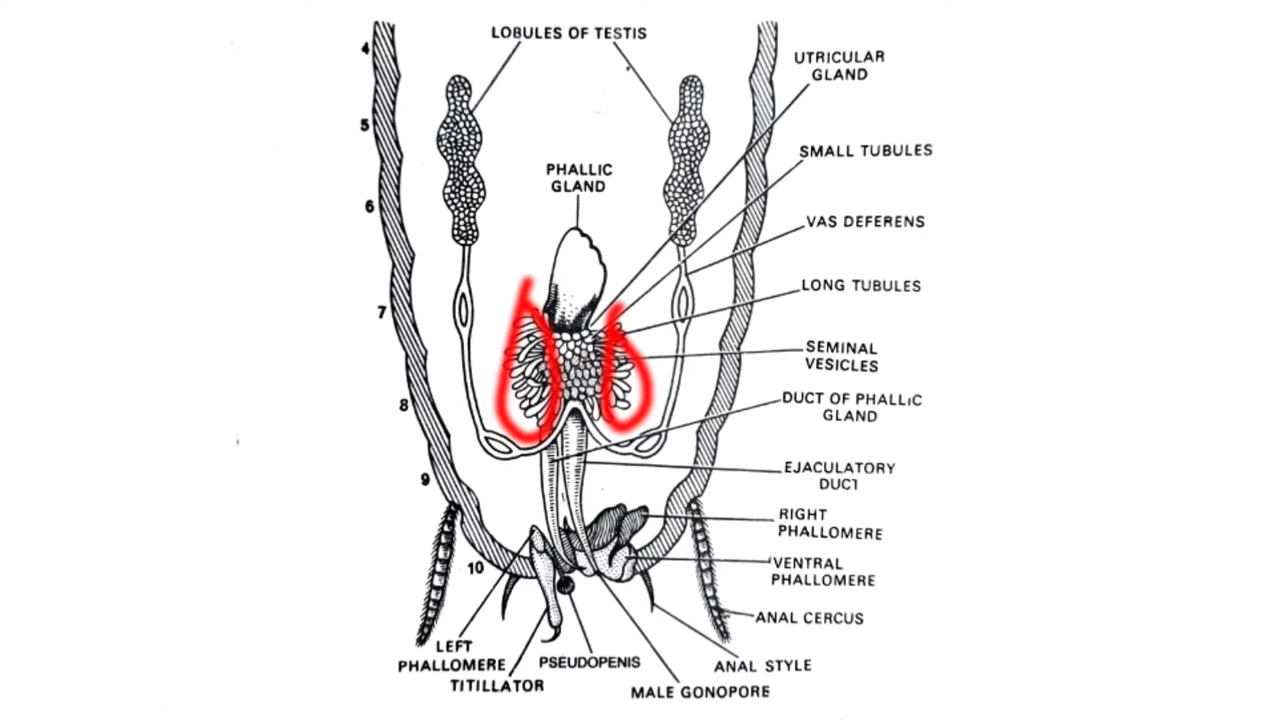 LOBULES OF TESTIS
UTRICULAR
GLAND
4
5
SMALL TUBULES
PHALLIC
GLAND
6
VAS DEFERENS
LONG TUBULES
7
SEMINAL
VESICLES
DUCT OF PHALLIC
GLAND
8
EJACULATORY
DUCT
9
RIGHT
PHALLOMERE
10
VENTRAL
PHALLOMERE
ANAL CERCUS
LEFT
PHALLOMERE
PSEUDOPENIS
ANAL STYLE
TITILLATOR
MALE GONOPORE